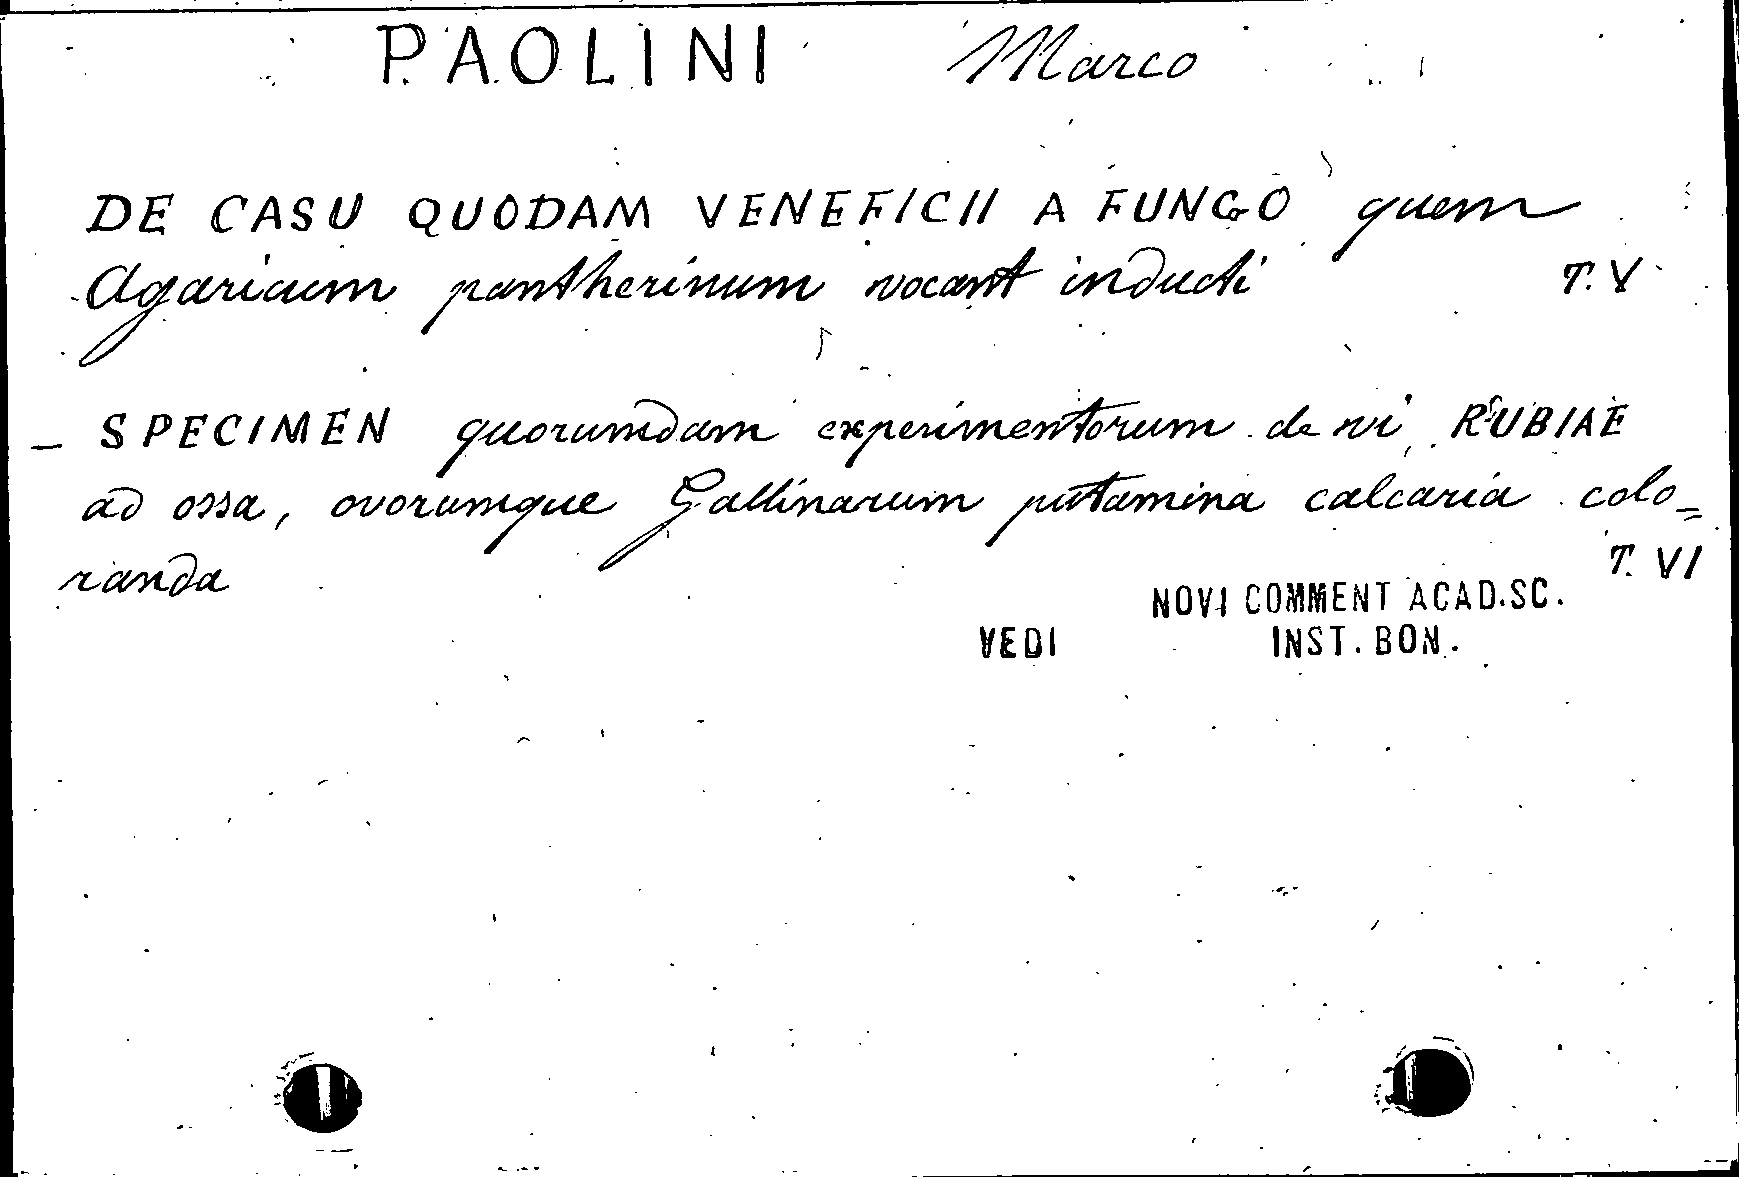 PAOLINI Marco
DE CASU QUODAM VENEFICII A FUNGO quem
Agaricum pantherinum vocant inducti T. V
_ SPECIMEN quorumdam experimentorum de vi RUBIAE
ad ossa, ovorumque Gallinarum putamina calcaria colo=
randa T. VI
NOVI COMMENT ACAD.SC.
VEDI INST. BON.